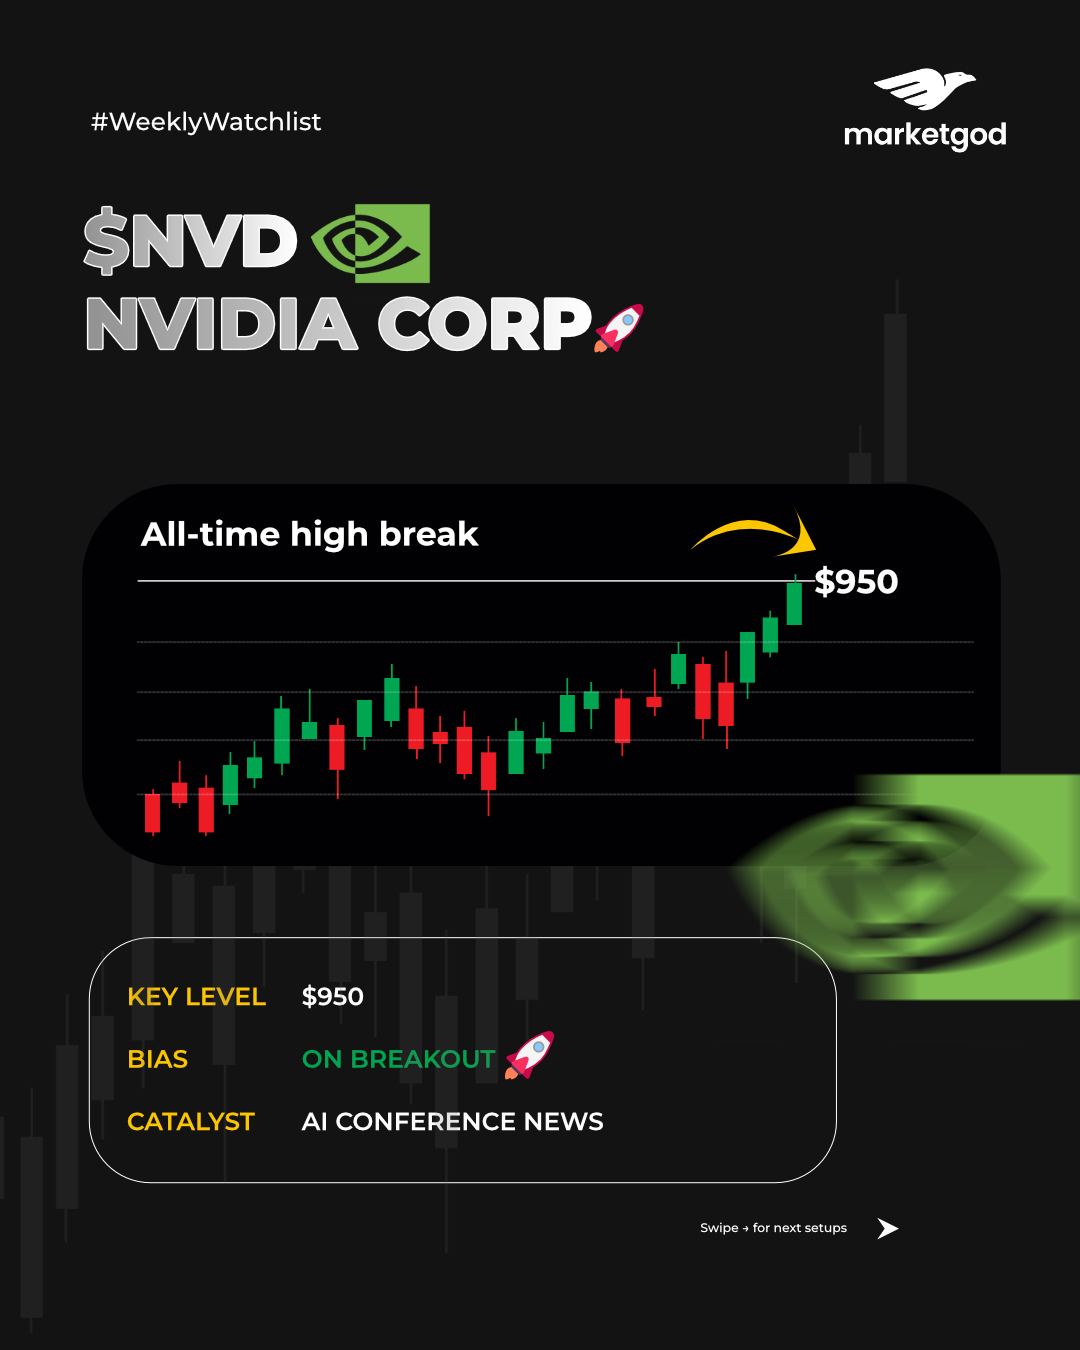 #WeeklyWatchlist
marketgod
$NVD
NVIDIA CORP
All-time high break
$950
KEY LEVEL $950
BIAS ON BREAKOUT
CATALYST AI CONFERENCE NEWS
Swipe → for next setups